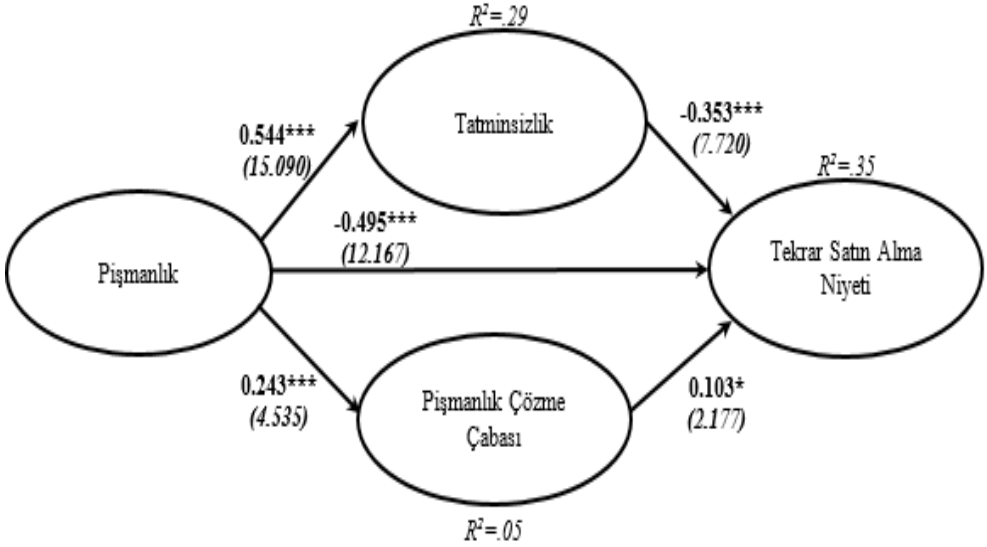 R²=.29
Tatminsizlik
0.544***
(15.090)
-0.353***
(7.720)
R²=.35
-0.495***
(12.167)
Pişmanlık
Tekrar Satın Alma
Niyeti
0.243***
(4.535)
Pişmanlık Çözme
Çabası
0.103*
(2.177)
R²=.05